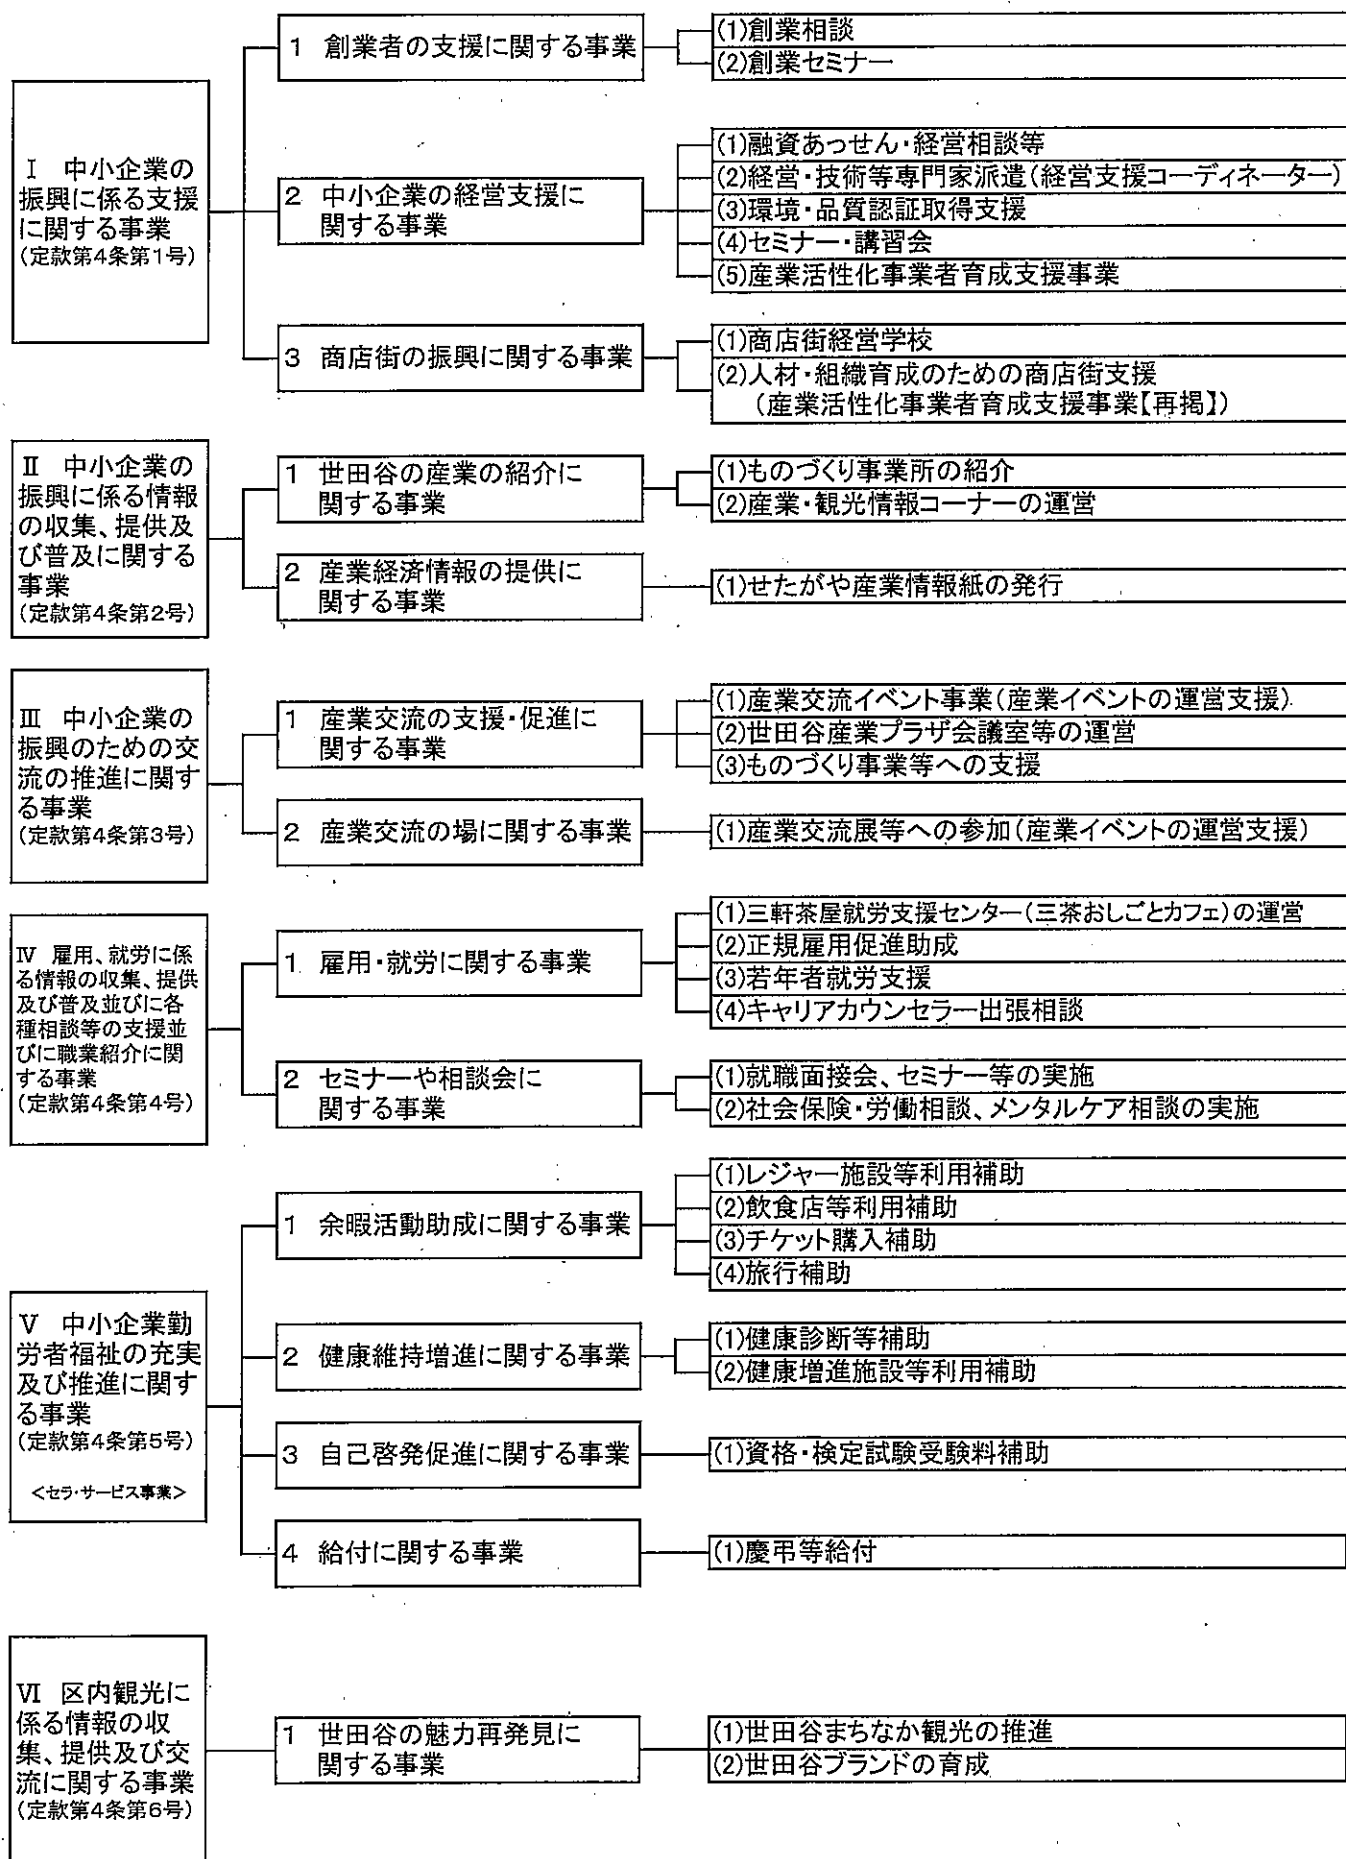 Ⅰ 中小企業の
振興に係る支援
に関する事業
(定款第4条第1号)
1 創業者の支援に関する事業
(1)創業相談
(2)創業セミナー
2 中小企業の経営支援に
関する事業
(1)融資あっせん・経営相談等
(2)経営・技術等専門家派遣(経営支援コーディネーター)
(3)環境・品質認証取得支援
(4)セミナー・講習会
(5)産業活性化事業者育成支援事業
3 商店街の振興に関する事業
(1)商店街経営学校
(2)人材・組織育成のための商店街支援
(産業活性化事業者育成支援事業【再掲】)
Ⅱ 中小企業の
振興に係る情報
の収集、提供及
び普及に関する
事業
(定款第4条第2号)
1 世田谷の産業の紹介に
関する事業
(1)ものづくり事業所の紹介
(2)産業・観光情報コーナーの運営
2 産業経済情報の提供に
関する事業
(1)せたがや産業情報紙の発行
Ⅲ 中小企業の
振興のための交
流の推進に関す
る事業
(定款第4条第3号)
1 産業交流の支援・促進に
関する事業
(1)産業交流イベント事業(産業イベントの運営支援)
(2)世田谷産業プラザ会議室等の運営
(3)ものづくり事業等への支援
2 産業交流の場に関する事業
(1)産業交流展等への参加(産業イベントの運営支援)
Ⅳ 雇用、就労に係
る情報の収集、提供
及び普及並びに各
種相談等の支援並
びに職業紹介に関
する事業
(定款第4条第4号)
1 雇用・就労に関する事業
(1)三軒茶屋就労支援センター(三茶おしごとカフェ)の運営
(2)正規雇用促進助成
(3)若年者就労支援
(4)キャリアカウンセラー出張相談
2 セミナーや相談会に
関する事業
(1)就職面接会、セミナー等の実施
(2)社会保険・労働相談、メンタルケア相談の実施
Ⅴ 中小企業勤
労者福祉の充実
及び推進に関す
る事業
(定款第4条第5号)
<セラ・サービス事業>
1 余暇活動助成に関する事業
(1)レジャー施設等利用補助
(2)飲食店等利用補助
(3)チケット購入補助
(4)旅行補助
2 健康維持増進に関する事業
(1)健康診断等補助
(2)健康増進施設等利用補助
3 自己啓発促進に関する事業
(1)資格・検定試験受験料補助
4 給付に関する事業
(1)慶弔等給付
Ⅵ 区内観光に
係る情報の収
集、提供及び交
流に関する事業
(定款第4条第6号)
1 世田谷の魅力再発見に
関する事業
(1)世田谷まちなか観光の推進
(2)世田谷ブランドの育成